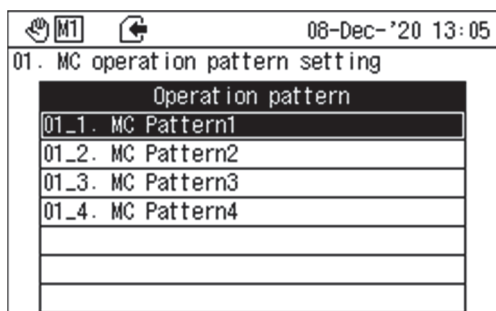 M1 08-Dec-'20 13:05
01. MC operation pattern setting
Operation pattern
01_1. MC Pattern1
01_2. MC Pattern2
01_3. MC Pattern3
01_4. MC Pattern4